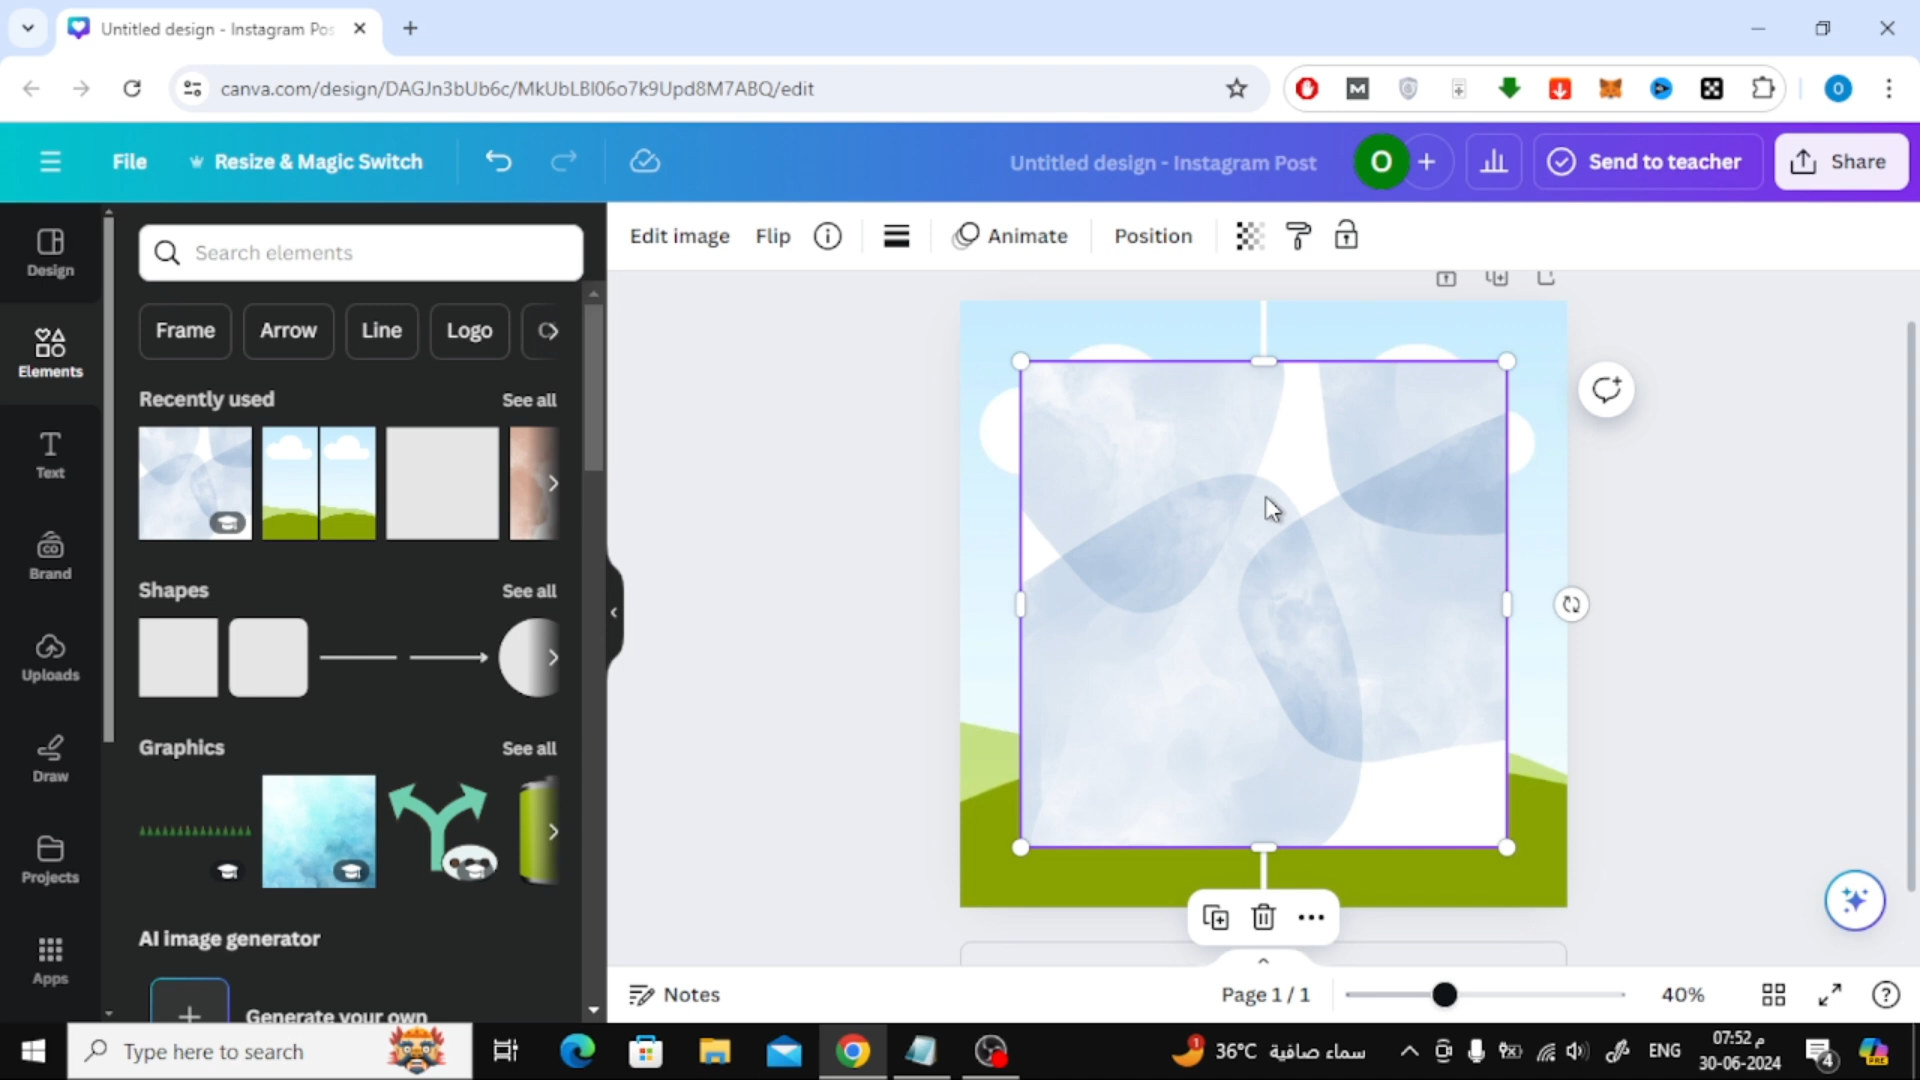 Untitled design - Instagram Pos
canva.com/design/DAGJn3bUb6c/MkUbLBl06o7k9Upd8M7ABQ/edit
File
Resize & Magic Switch
Untitled design - Instagram Post
O
Send to teacher
Share
Design
Elements
Text
Brand
Uploads
Draw
Projects
Apps
Search elements
Frame
Arrow
Line
Logo
Recently used
See all
Shapes
See all
Graphics
See all
AI image generator
Generate your own
Edit image
Flip
Animate
Position
Notes
Page 1 / 1
40%
Type here to search
36°C سماء صافية
ENG
07:52 م
30-06-2024
4